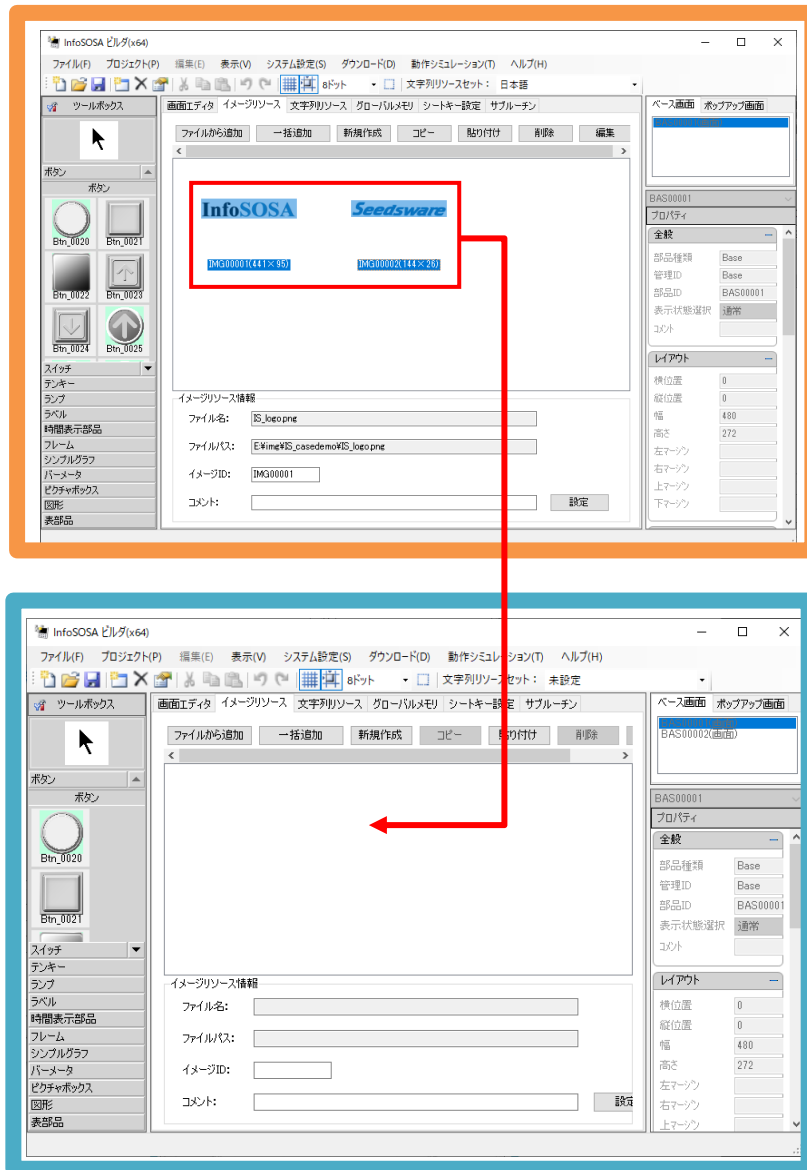 InfoSOSA ビルダ(x64)
ファイル(F) プロジェクト(P) 編集(E) 表示(V) システム設定(S) ダウンロード(D) 動作シミュレーション(T) ヘルプ(H)
8ドット 文字列リソースセット： 日本語
ツールボックス
画面エディタ イメージリソース 文字列リソース グローバルメモリ シートキー設定 サブルーチン
ベース画面 ポップアップ画面
ファイルから追加 一括追加 新規作成 コピー 貼り付け 削除 編集
ボタン
ボタン
Btn_0020 Btn_0021
Btn_0022 Btn_0023
Btn_0024 Btn_0025
スイッチ
テンキー
ランプ
ラベル
時間表示部品
フレーム
シンプルグラフ
バーメータ
ピクチャボックス
図形
表部品
InfoSOSA Seedsware
IMG00001(441×95) IMG00002(144×26)
イメージリソース情報
ファイル名: IS_logo.png
ファイルパス: E:¥img¥IS_casedemo¥IS_logo.png
イメージID: IMG00001
コメント: 設定
BAS00001
プロパティ
全般
部品種類 Base
管理ID Base
部品ID BAS00001
表示状態選択 通常
コメント
レイアウト
横位置 0
縦位置 0
幅 480
高さ 272
左マージン
右マージン
上マージン
下マージン
InfoSOSA ビルダ(x64)
ファイル(F) プロジェクト(P) 編集(E) 表示(V) システム設定(S) ダウンロード(D) 動作シミュレーション(T) ヘルプ(H)
8ドット 文字列リソースセット： 未設定
ツールボックス
画面エディタ イメージリソース 文字列リソース グローバルメモリ シートキー設定 サブルーチン
ベース画面 ポップアップ画面
ファイルから追加 一括追加 新規作成 コピー 貼り付け 削除
BAS00002(画面)
ボタン
ボタン
Btn_0020
Btn_0021
スイッチ
テンキー
ランプ
ラベル
時間表示部品
フレーム
シンプルグラフ
バーメータ
ピクチャボックス
図形
表部品
イメージリソース情報
ファイル名:
ファイルパス:
イメージID:
コメント: 設定
BAS00001
プロパティ
全般
部品種類 Base
管理ID Base
部品ID BAS00001
表示状態選択 通常
コメント
レイアウト
横位置 0
縦位置 0
幅 480
高さ 272
左マージン
右マージン
上マージン